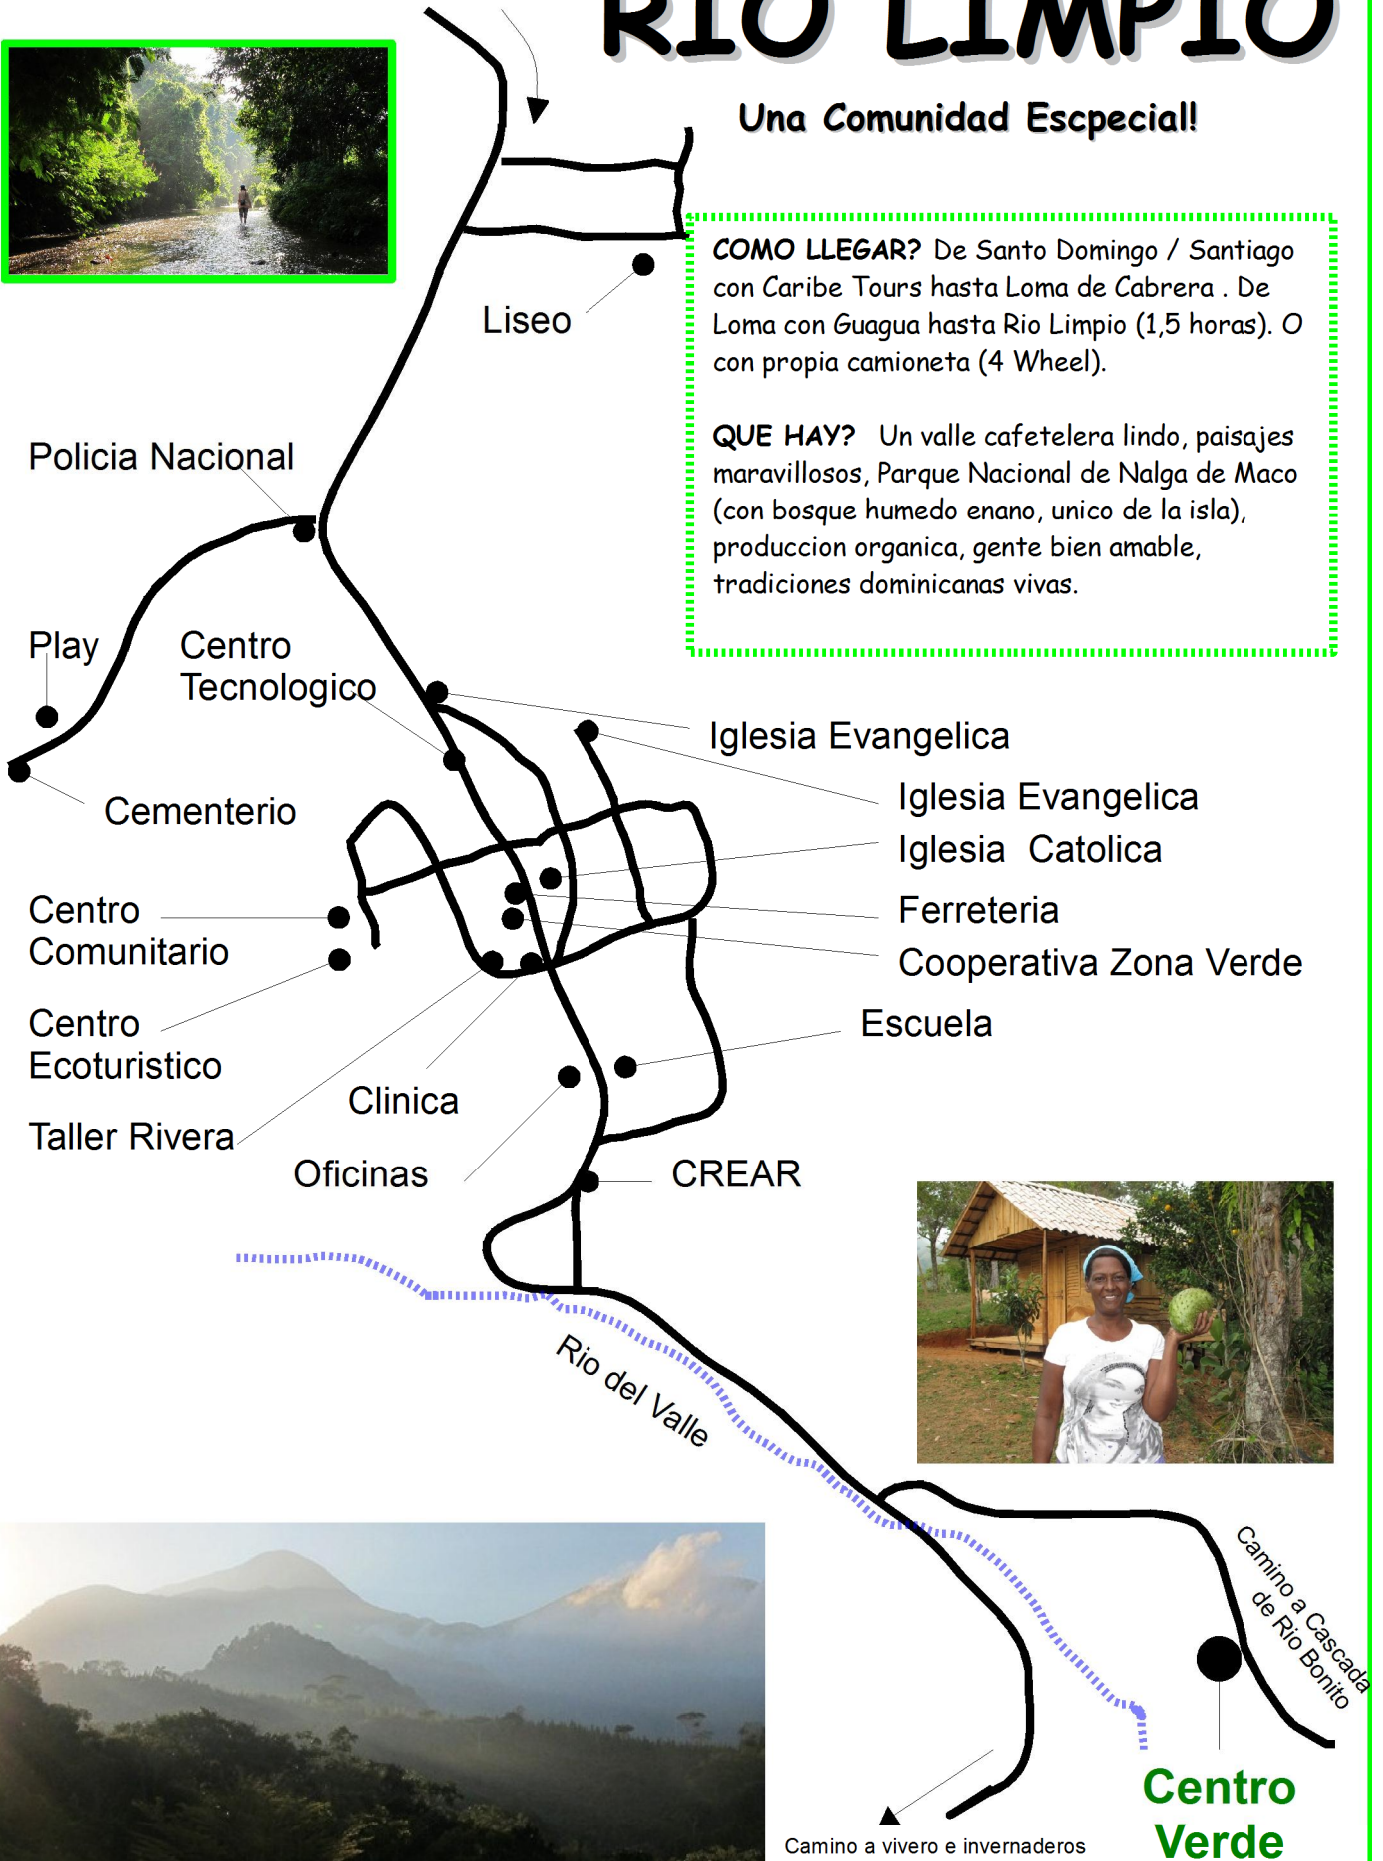 RIO LIMPIO
Una Comunidad Escpecial!
COMO LLEGAR? De Santo Domingo / Santiago
con Caribe Tours hasta Loma de Cabrera . De
Loma con Guagua hasta Rio Limpio (1,5 horas). O
con propia camioneta (4 Wheel).
QUE HAY? Un valle cafetelera lindo, paisajes
maravillosos, Parque Nacional de Nalga de Maco
(con bosque humedo enano, unico de la isla),
produccion organica, gente bien amable,
tradiciones dominicanas vivas.
Liseo
Policia Nacional
Play
Centro
Tecnologico
Cementerio
Iglesia Evangelica
Iglesia Evangelica
Iglesia Catolica
Ferreteria
Cooperativa Zona Verde
Escuela
Centro
Comunitario
Centro
Ecoturistico
Taller Rivera
Clinica
Oficinas
CREAR
Rio del Valle
Camino a Cascada
de Rio Bonito
Centro
Verde
Camino a vivero e invernaderos